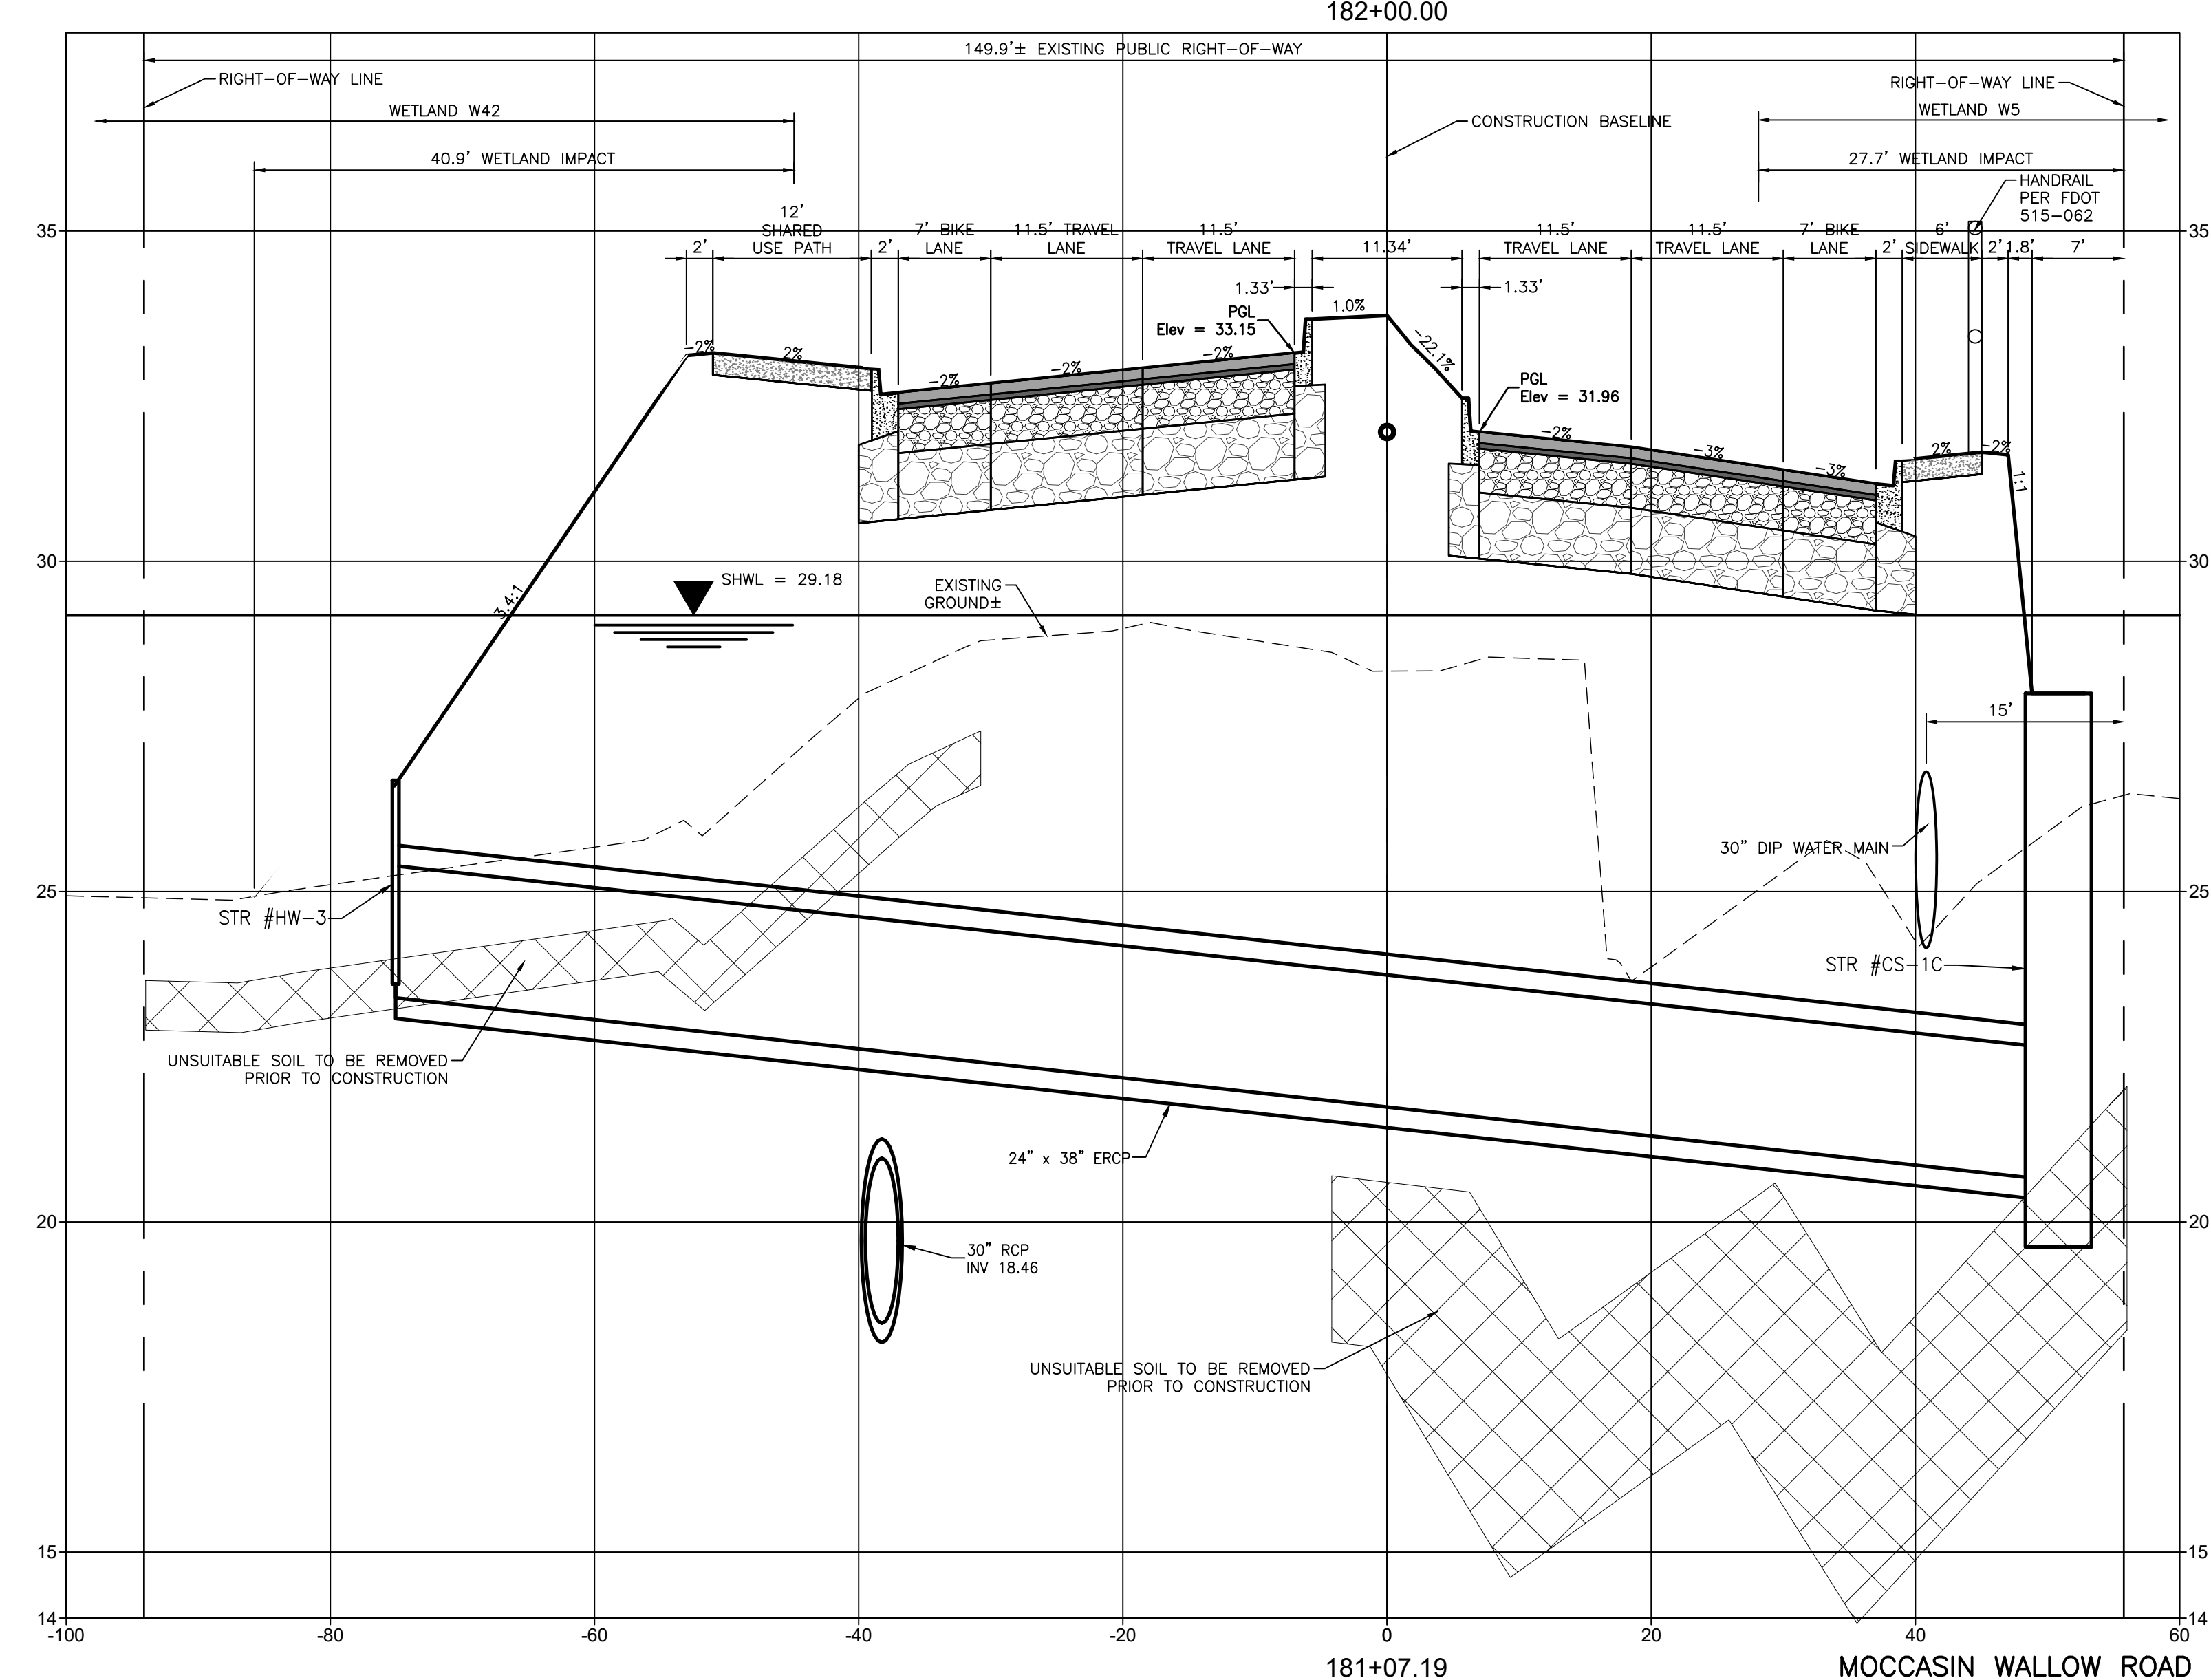 182+00.00
149.9'± EXISTING PUBLIC RIGHT-OF-WAY
RIGHT-OF-WAY LINE
RIGHT-OF-WAY LINE
WETLAND W42
WETLAND W5
CONSTRUCTION BASELINE
40.9' WETLAND IMPACT
27.7' WETLAND IMPACT
HANDRAIL
PER FDOT
515-062
12'
SHARED
USE PATH
2'
2'
7' BIKE
LANE
11.5' TRAVEL
LANE
11.5'
TRAVEL LANE
11.34'
11.5'
TRAVEL LANE
11.5'
TRAVEL LANE
7' BIKE
LANE
2'
6'
SIDEWALK
2'
1.8'
7'
35
35
1.33'
1.33'
PGL
Elev = 33.15
1.0%
-22.1%
-2%
2%
-2%
-2%
-2%
PGL
Elev = 31.96
-2%
-3%
-3%
2%
-2%
1:1
3.4:1
30
30
SHWL = 29.18
EXISTING
GROUND±
15'
30" DIP WATER MAIN
25
25
STR #HW-3
STR #CS-1C
UNSUITABLE SOIL TO BE REMOVED
PRIOR TO CONSTRUCTION
24" x 38" ERCP
20
20
30" RCP
INV 18.46
UNSUITABLE SOIL TO BE REMOVED
PRIOR TO CONSTRUCTION
15
15
14
14
-100
-80
-60
-40
-20
0
20
40
60
181+07.19
MOCCASIN WALLOW ROAD